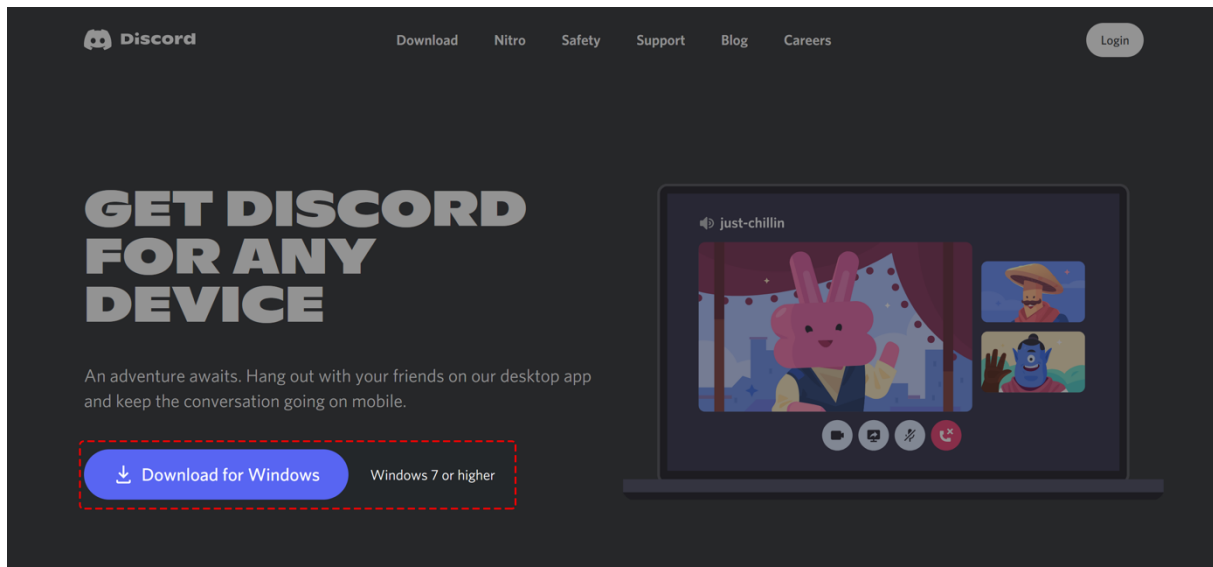 Discord
Download Nitro Safety Support Blog Careers
Login
GET DISCORD
FOR ANY
DEVICE
An adventure awaits. Hang out with your friends on our desktop app
and keep the conversation going on mobile.
Download for Windows
Windows 7 or higher
just-chillin